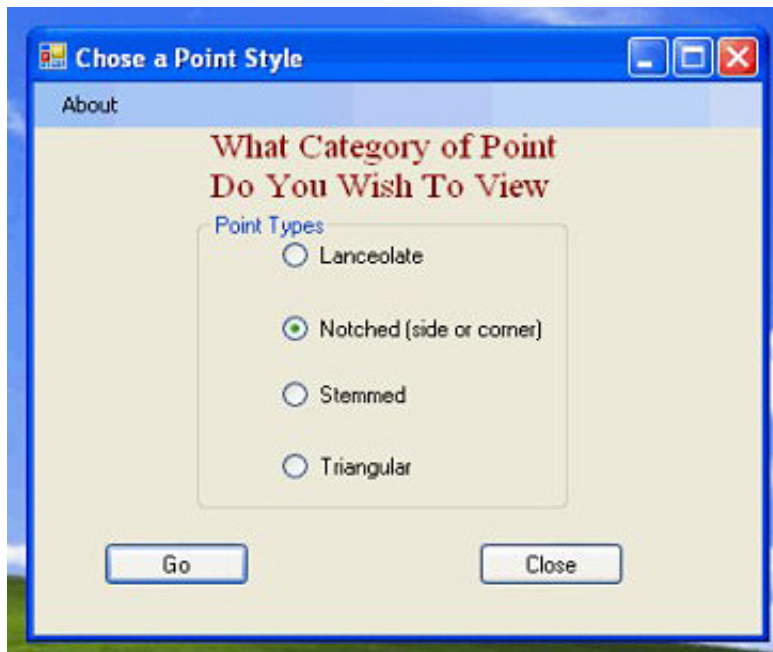 Chose a Point Style
About
What Category of Point
Do You Wish To View
Point Types
Lanceolate
Notched (side or corner)
Stemmed
Triangular
Go
Close